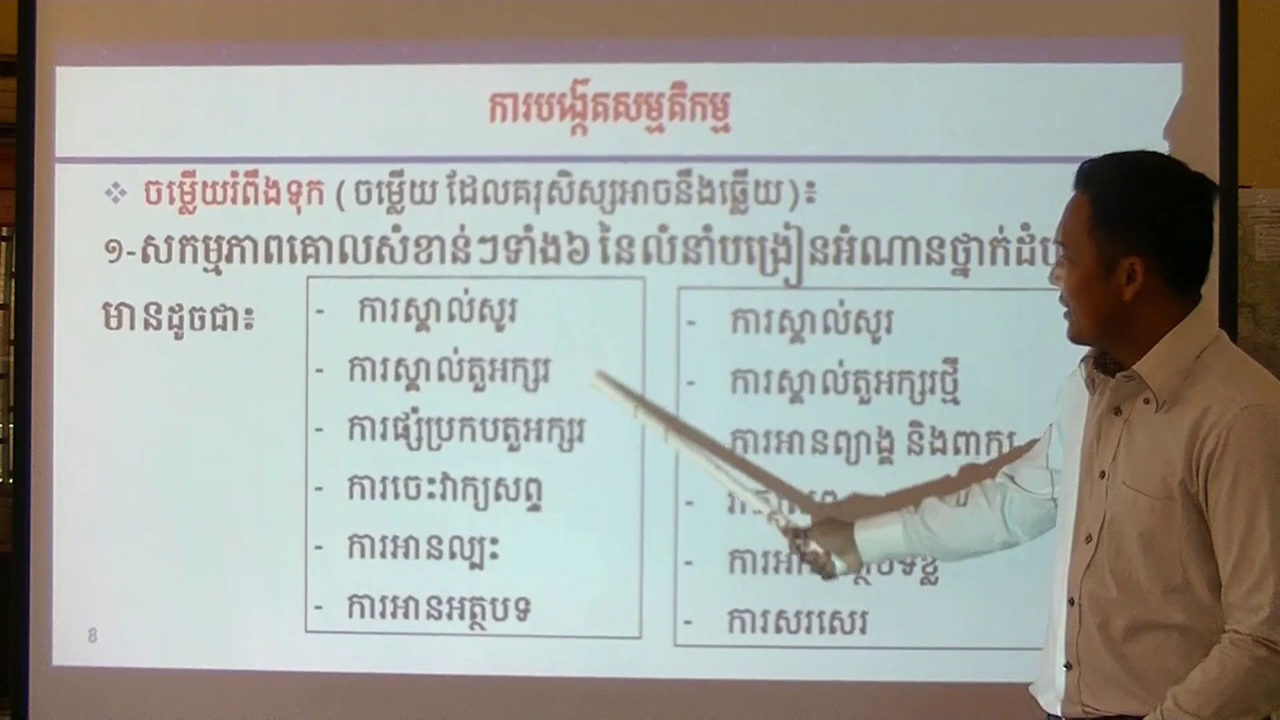 ការបង្កើតសម្មតិកម្ម
❖ ចម្លើយរំពឹងទុក ( ចម្លើយ ដែលគរុសិស្សអាចនឹងឆ្លើយ )៖
១-សកម្មភាពគោលសំខាន់ៗទាំង៦ នៃលំនាំបង្រៀនអំណានថ្នាក់
មានដូចជា៖
- ការស្គាល់សូរ
- ការស្គាល់តួអក្សរ
- ការផ្សំប្រកបតួអក្សរ
- ការចេះវាក្យសព្ទ
- ការអានល្បះ
- ការអានអត្ថបទ
- ការស្គាល់សូរ
- ការស្គាល់តួអក្សរថ្មី
ការអានព្យាង្គ និងពាក្យ
-
-
- ការសរសេរ
8